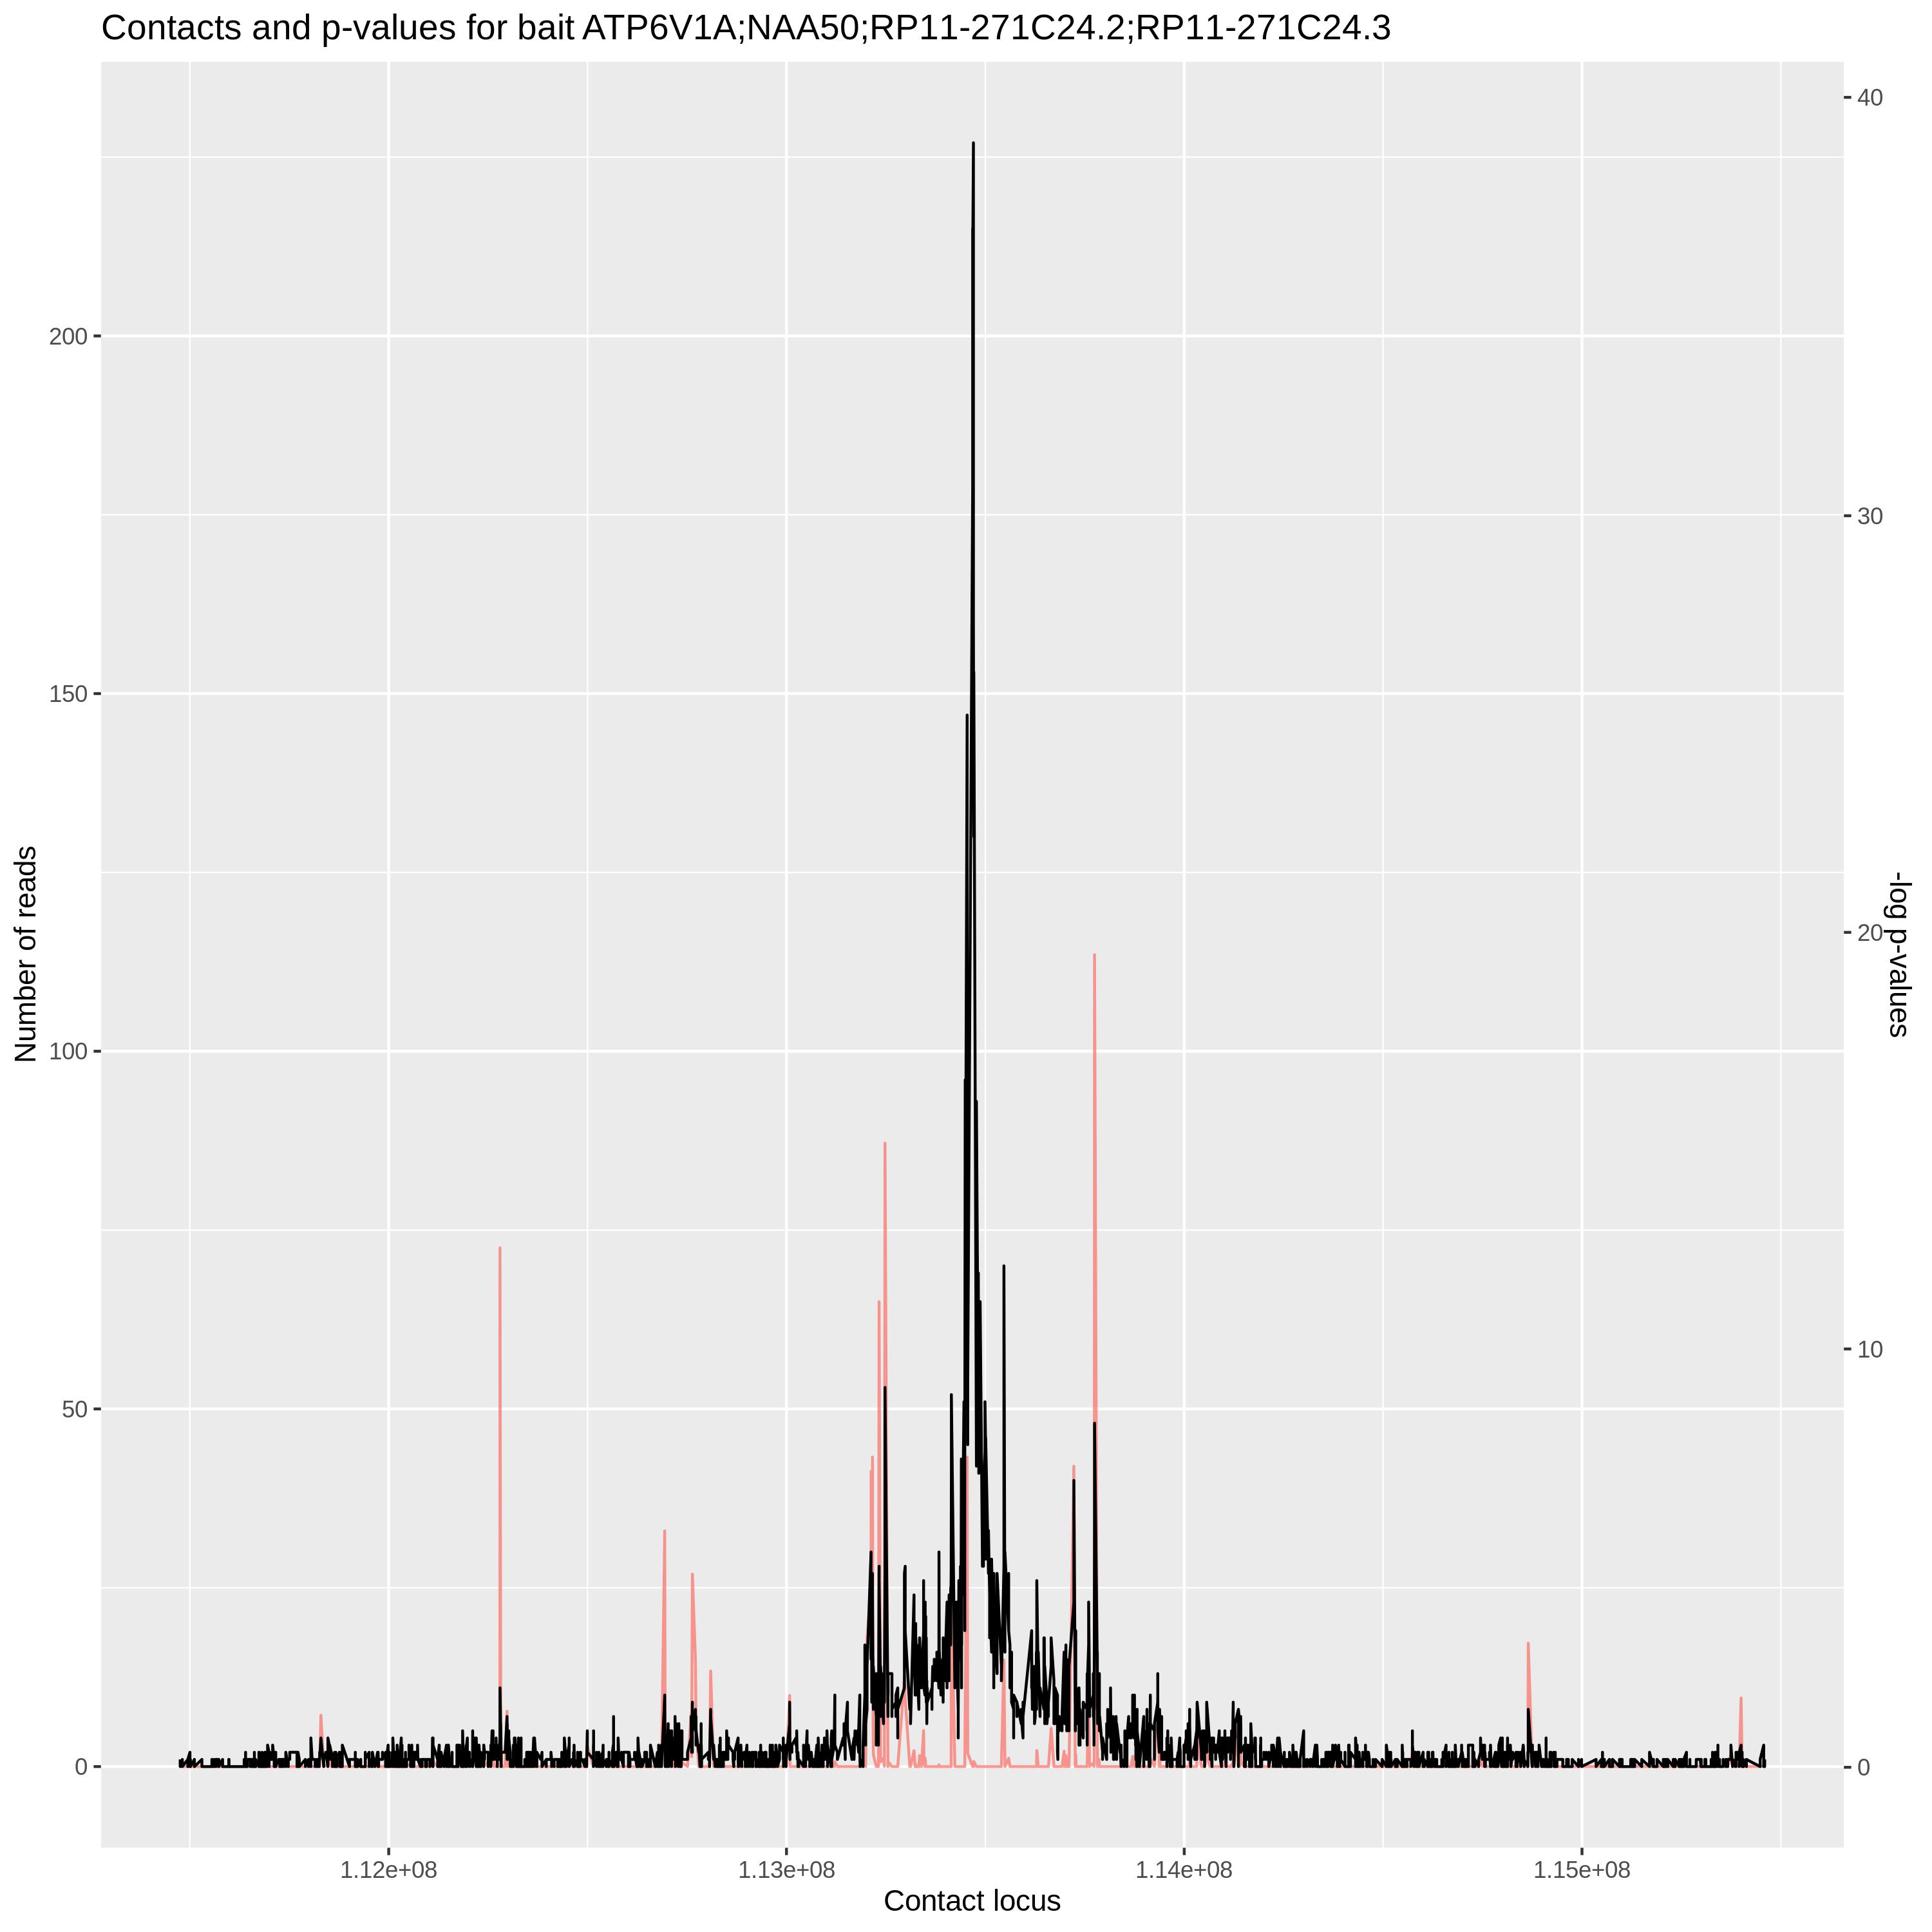 Contacts and p-values for bait ATP6V1A;NAA50;RP11-271C24.2;RP11-271C24.3
Number of reads
200
150
100
50
0
40
30
20
10
0
-log p-values
1.12e+08
1.13e+08
1.14e+08
1.15e+08
Contact locus